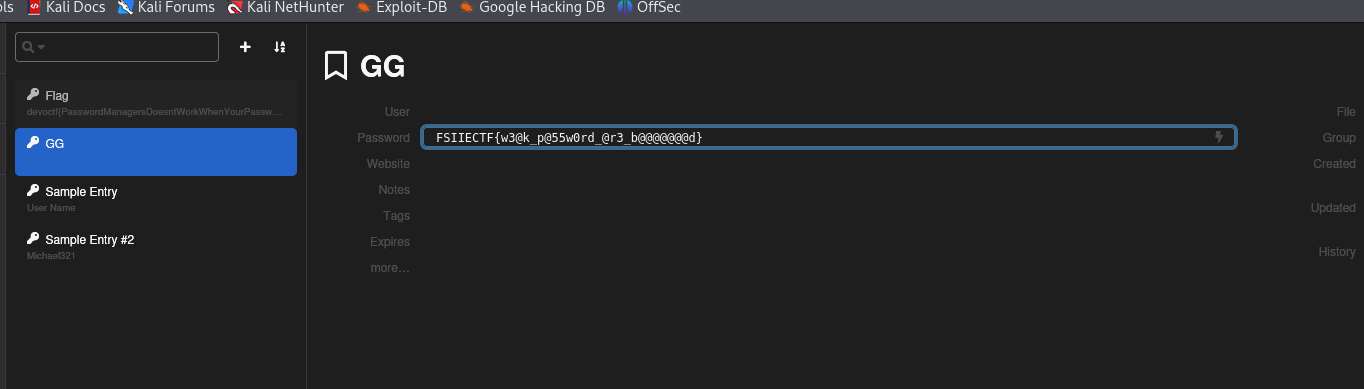 Kali Docs Kali Forums Kali NetHunter Exploit-DB Google Hacking DB OffSec
GG
Flag
devoctf{PasswordManagersDoesntWorkWhenYourPassw...
GG
Sample Entry
User Name
Sample Entry #2
Michael321
User
Password FSIIECTF{w3@k_p@55w0rd_@r3_b@@@@@@@d}
Website
Notes
Tags
Expires
more...
File
Group
Created
Updated
History